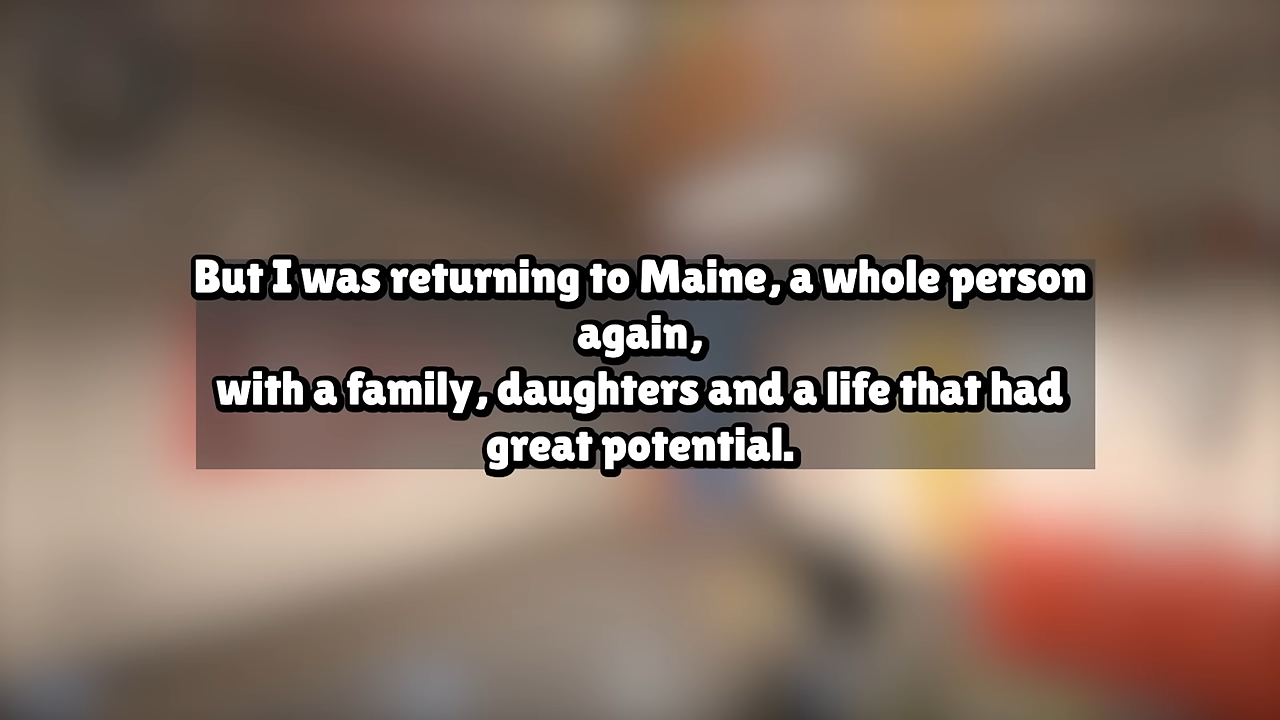 But I was returning to Maine, a whole person
again,
with a family, daughters and a life that had
great potential.